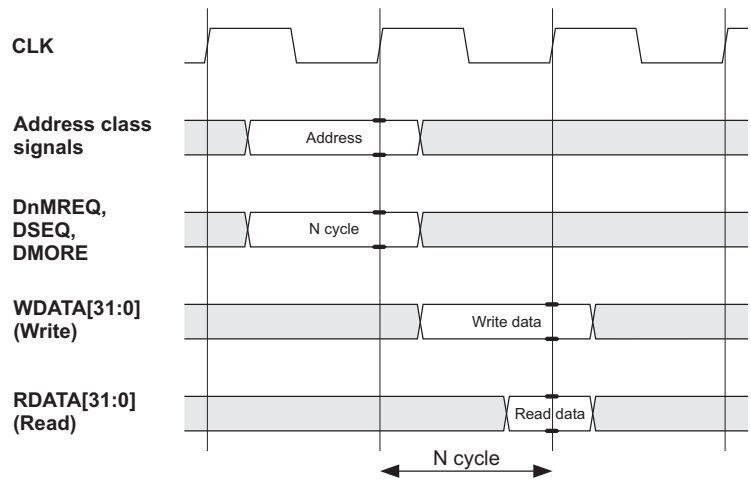 CLK
Address class
signals
Address
DnMREQ,
DSEQ,
DMORE
N cycle
WDATA[31:0]
(Write)
Write data
RDATA[31:0]
(Read)
Read data
N cycle